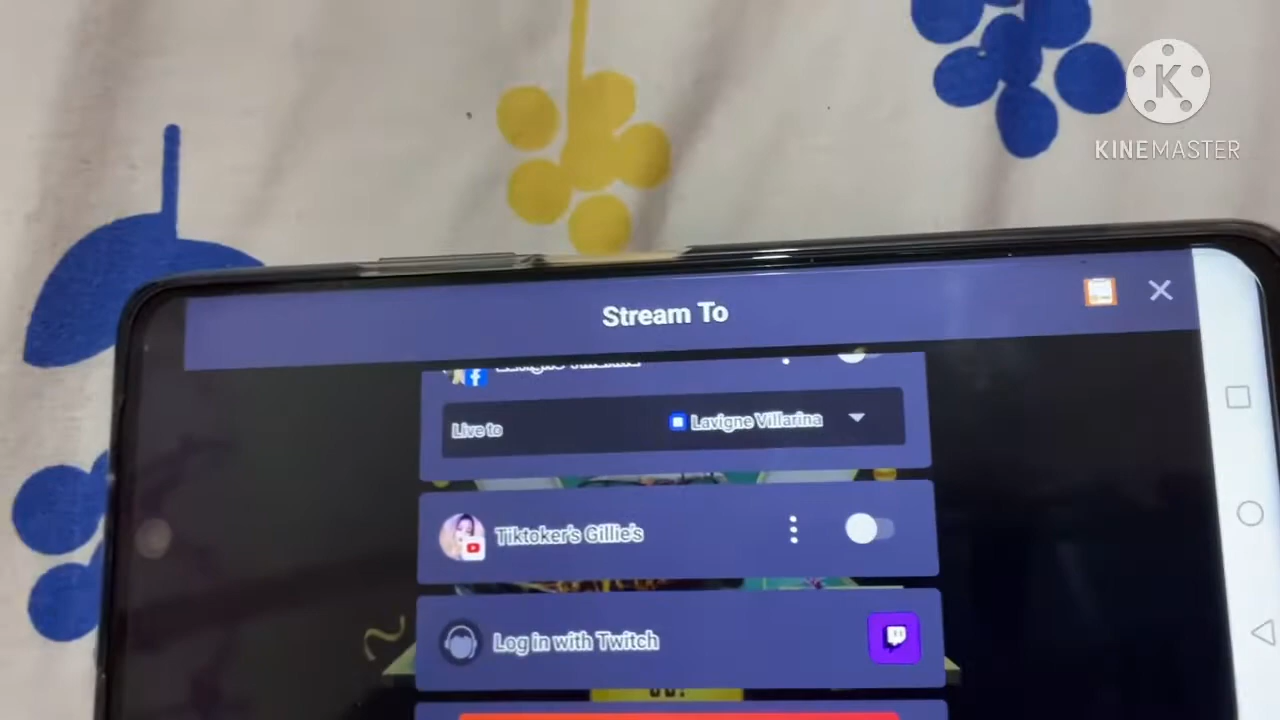 KINEMASTER
Stream To
Live to
Lavigne Villarina
Tiktoker's Gillie's
Log in with Twitch